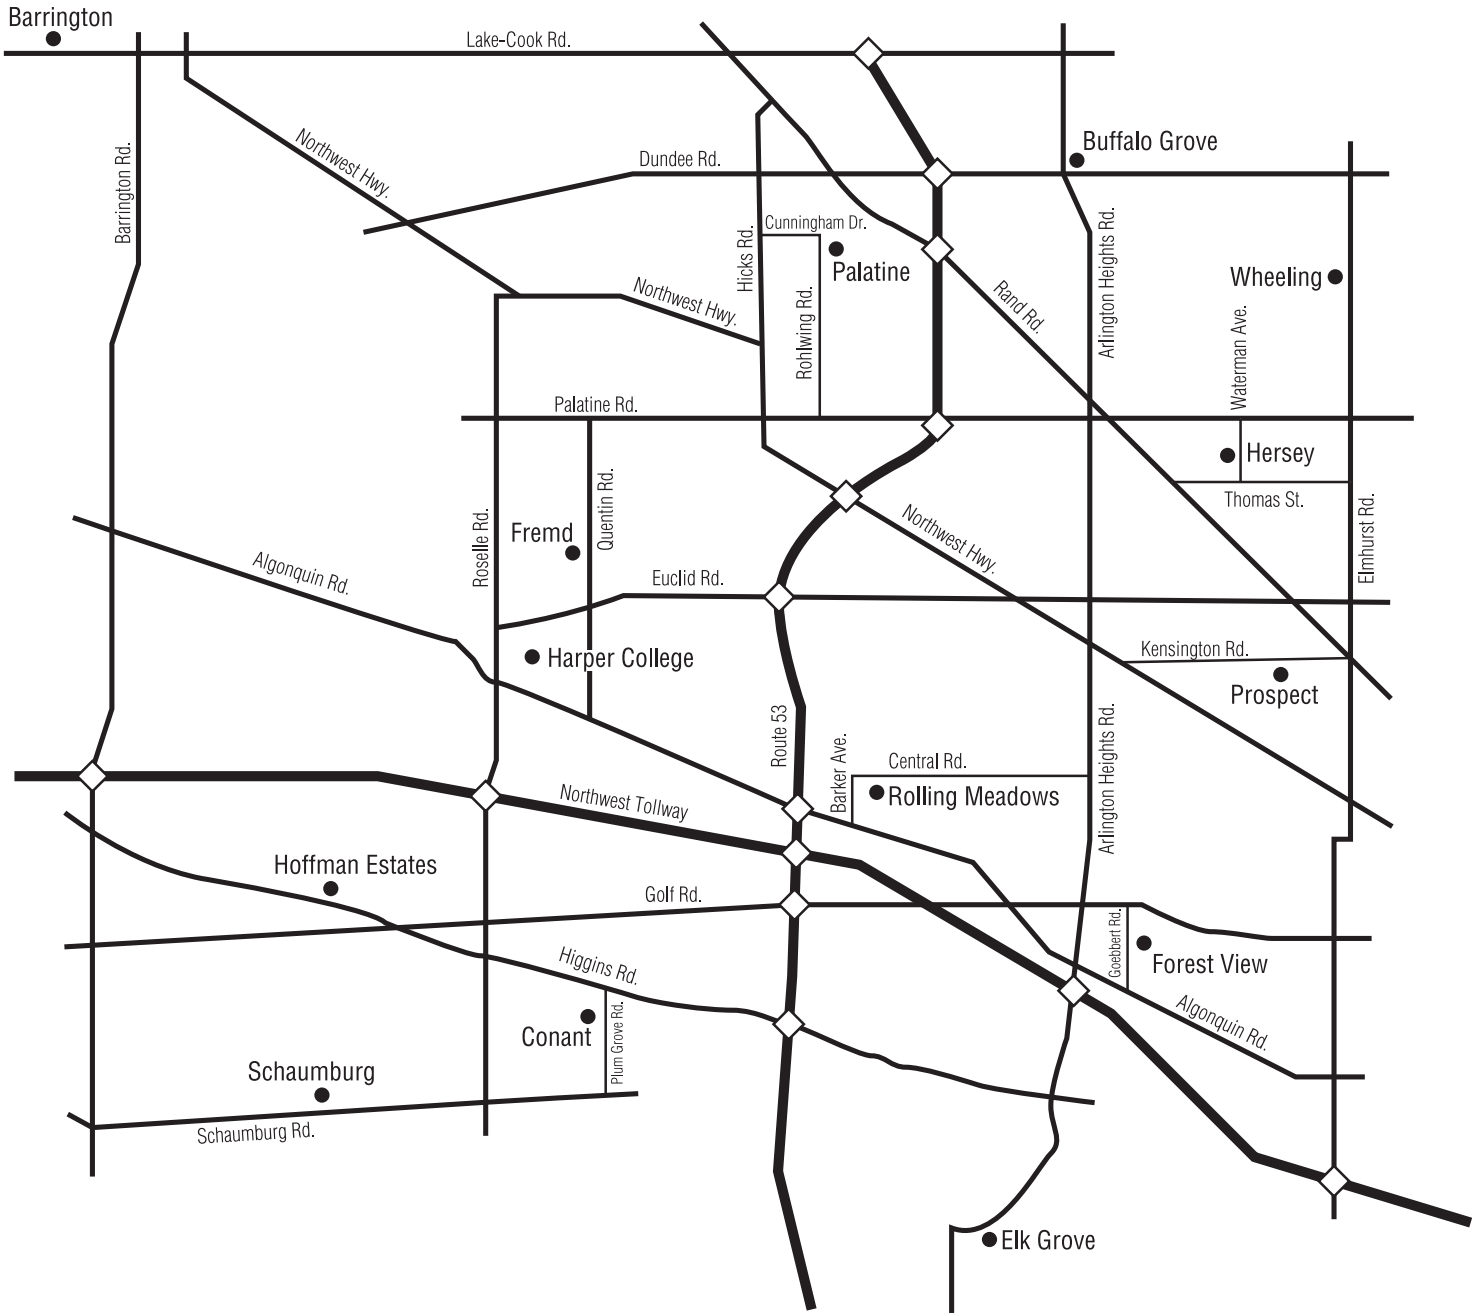 Barrington
Lake-Cook Rd.
Barrington Rd.
Northwest Hwy.
Dundee Rd.
Buffalo Grove
Hicks Rd.
Cunningham Dr.
Palatine
Rohlwing Rd.
Northwest Hwy.
Rand Rd.
Arlington Heights Rd.
Wheeling
Waterman Ave.
Palatine Rd.
Hersey
Thomas St.
Elmhurst Rd.
Roselle Rd.
Fremd
Quentin Rd.
Northwest Hwy.
Algonquin Rd.
Euclid Rd.
Harper College
Kensington Rd.
Prospect
Route 53
Barker Ave.
Central Rd.
Rolling Meadows
Arlington Heights Rd.
Northwest Tollway
Hoffman Estates
Golf Rd.
Goebbert Rd.
Forest View
Higgins Rd.
Algonquin Rd.
Conant
Plum Grove Rd.
Schaumburg
Schaumburg Rd.
Elk Grove